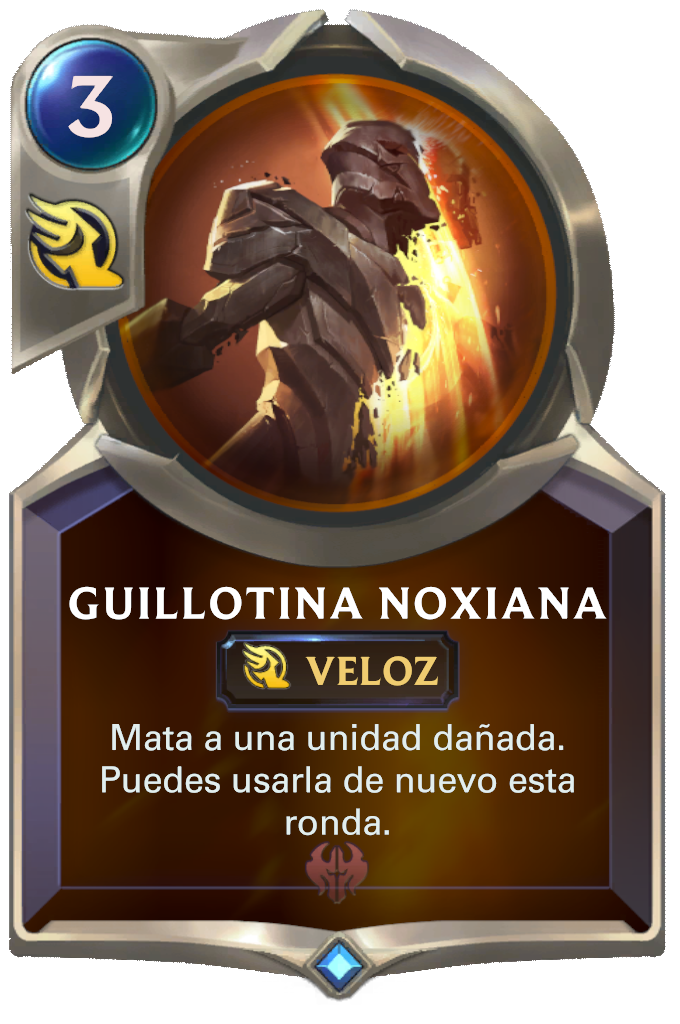 3
GUILLOTINA NOXIANA
VELOZ
Mata a una unidad dañada.
Puedes usarla de nuevo esta
ronda.